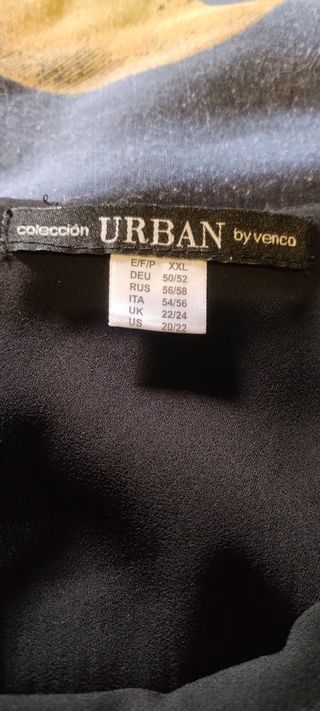 colección URBAN by venco
E/F/P XXL
DEU 50/52
RUS 56/58
ITA 54/56
UK 22/24
US 20/22